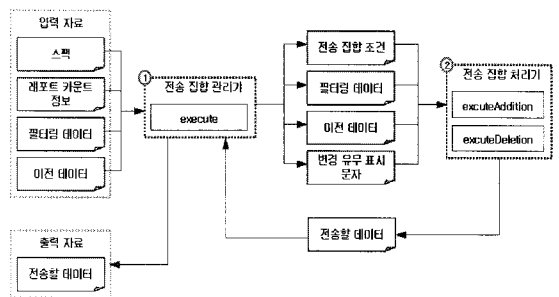 입력 자료
스팩
레포트 카운트
정보
필터링 데이터
이전 데이터
출력 자료
전송할 데이터
①
전송 집합 관리가
execute
전송 집합 조건
필터링 데이터
이전 데이터
변경 유무 표시
문자
전송할 데이터
②
전송 집합 처리기
excuteAddition
excuteDeletion